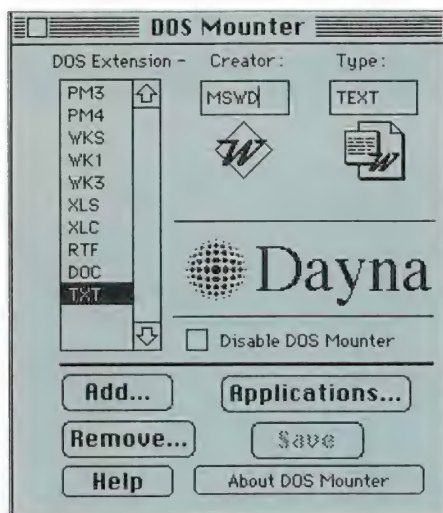 DOS Mounter
DOS Extension – Creator: Type:
MSWD TEXT
PM3
PM4
WKS
WK1
WK3
XLS
XLC
RTF
DOC
TXT
Dayna
Disable DOS Mounter
Add... Applications...
Remove... Save
Help About DOS Mounter